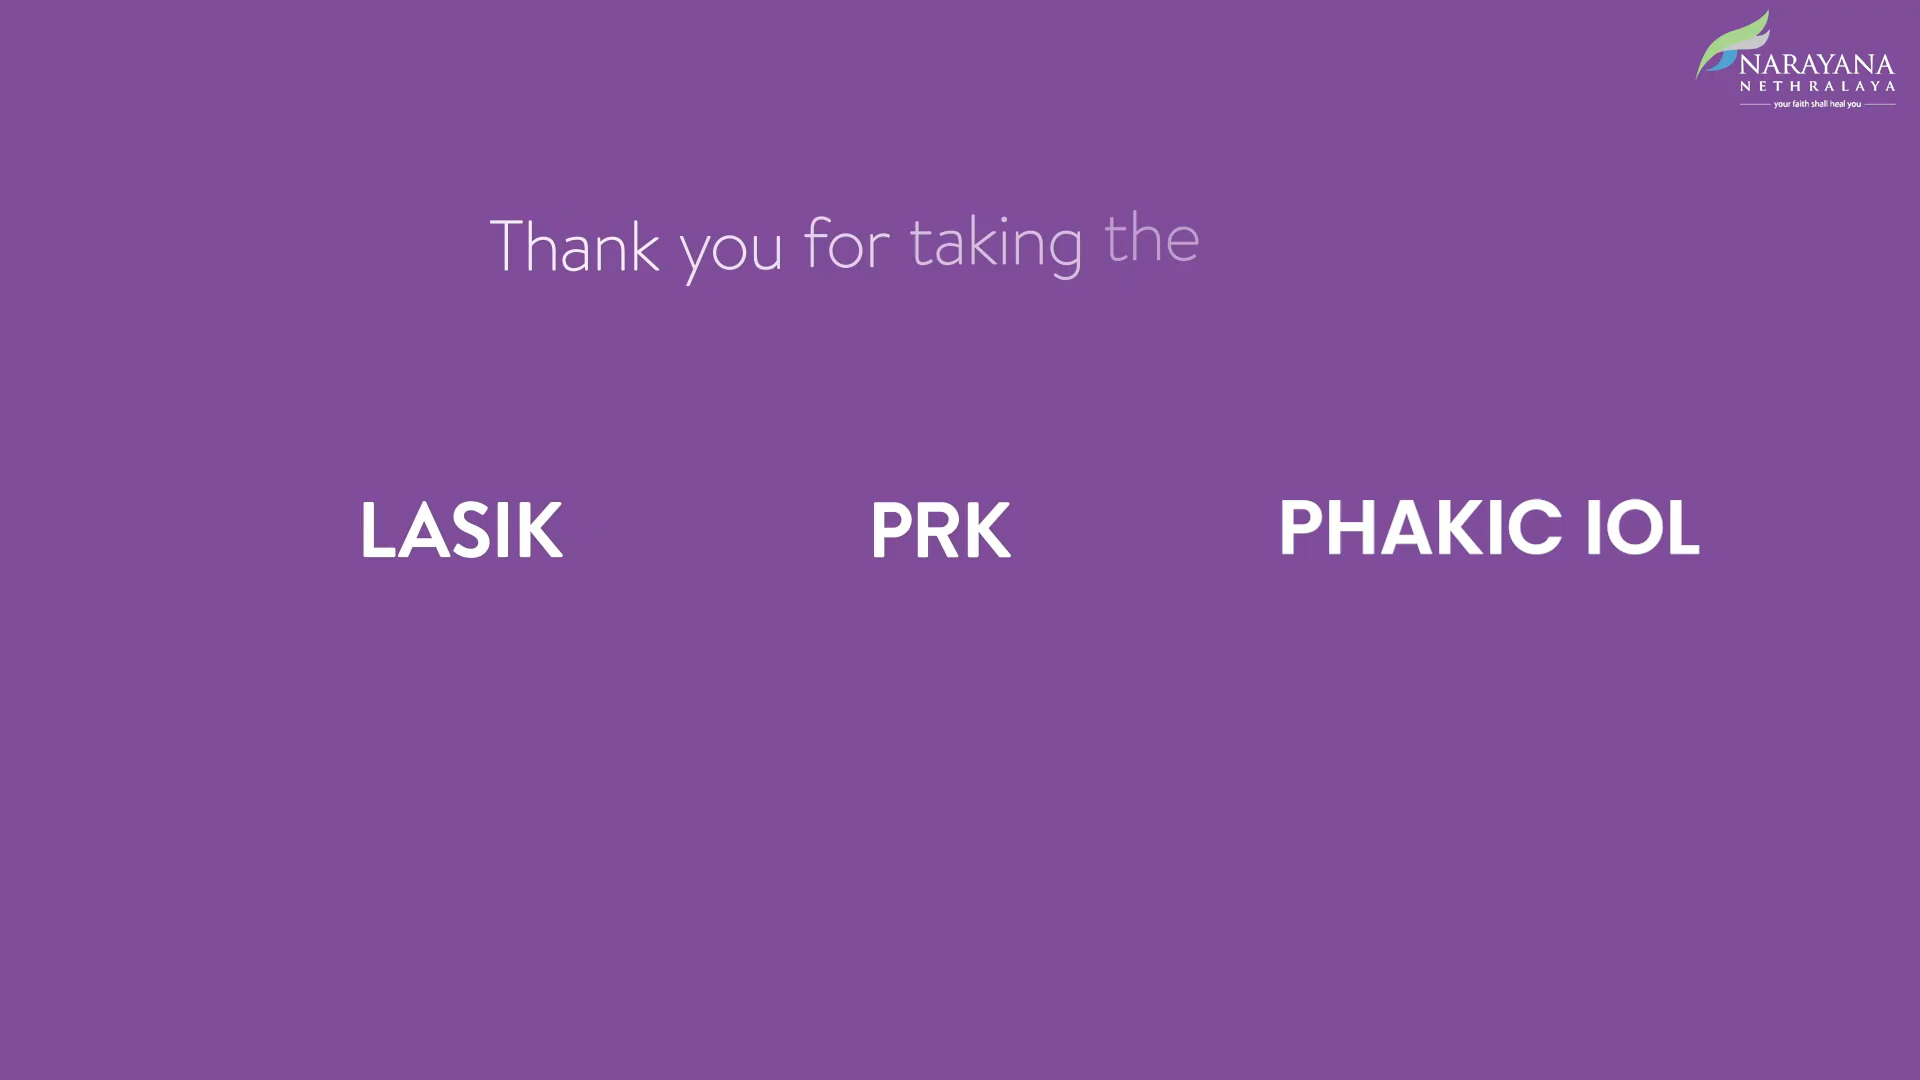 NARAYANA
NETHRALAYA
your faith shall heal you
Thank you for taking the
LASIK
PRK
PHAKIC IOL